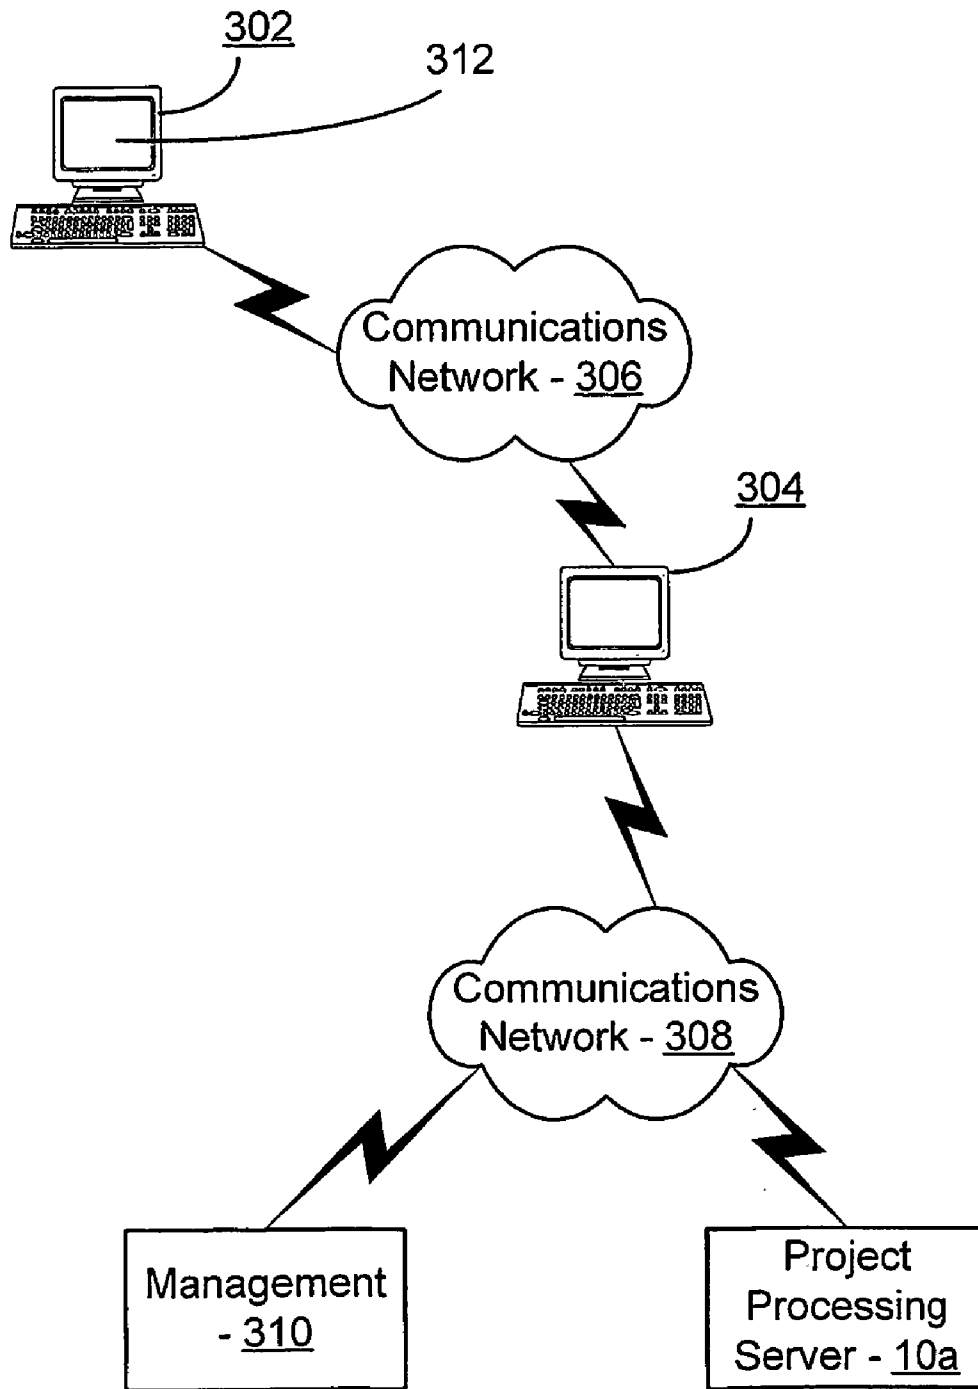 302
312
Communications
Network - 306
304
Communications
Network - 308
Management
- 310
Project
Processing
Server - 10a